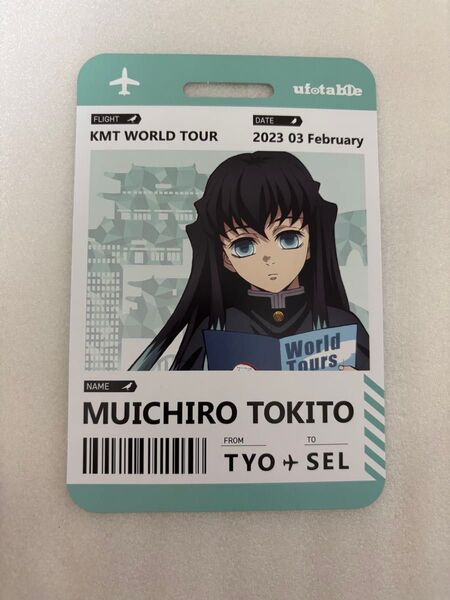 ufotable
FLIGHT
DATE
KMT WORLD TOUR
2023 03 February
World
Tours.
NAME
MUICHIRO TOKITO
FROM
TO
TYO
SEL